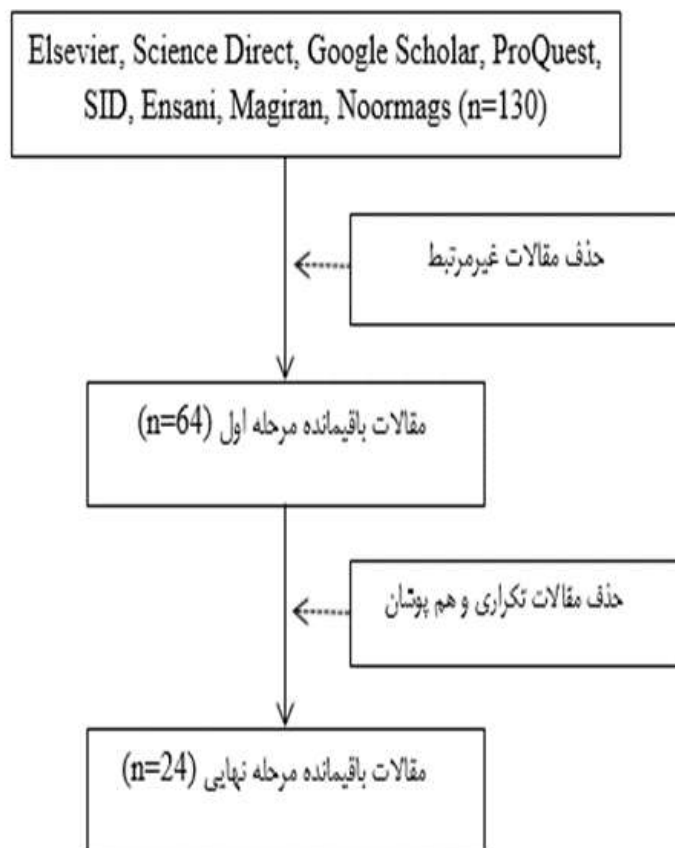 Elsevier, Science Direct, Google Scholar, ProQuest,
SID, Ensani, Magiran, Noormags (n=130)
حذف مقالات غیرمرتبط
مقالات باقیمانده مرحله اول (n=64)
حذف مقالات تکراری و هم پوشان
مقالات باقیمانده مرحله نهایی (n=24)